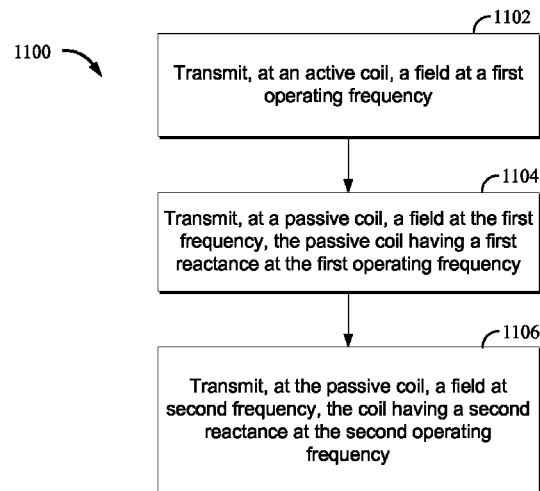 1100
1102
Transmit, at an active coil, a field at a first
operating frequency
1104
Transmit, at a passive coil, a field at the first
frequency, the passive coil having a first
reactance at the first operating frequency
1106
Transmit, at the passive coil, a field at
second frequency, the coil having a second
reactance at the second operating
frequency